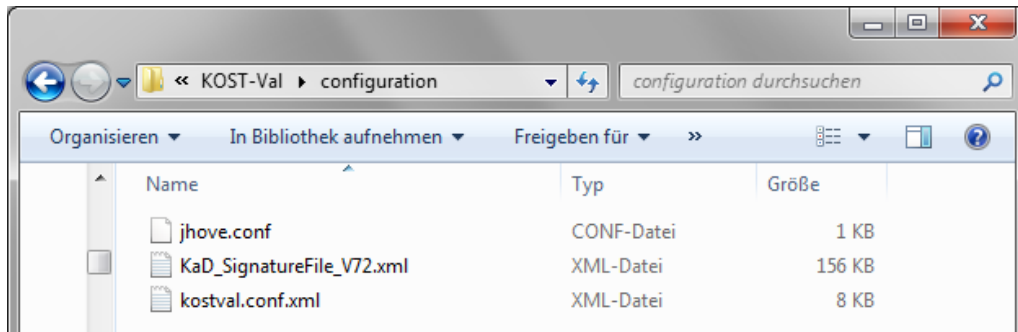 « KOST-Val ▸ configuration configuration durchsuchen
Organisieren ▾ In Bibliothek aufnehmen ▾ Freigeben für ▾ »
Name Typ Größe
jhove.conf CONF-Datei 1 KB
KaD_SignatureFile_V72.xml XML-Datei 156 KB
kostval.conf.xml XML-Datei 8 KB